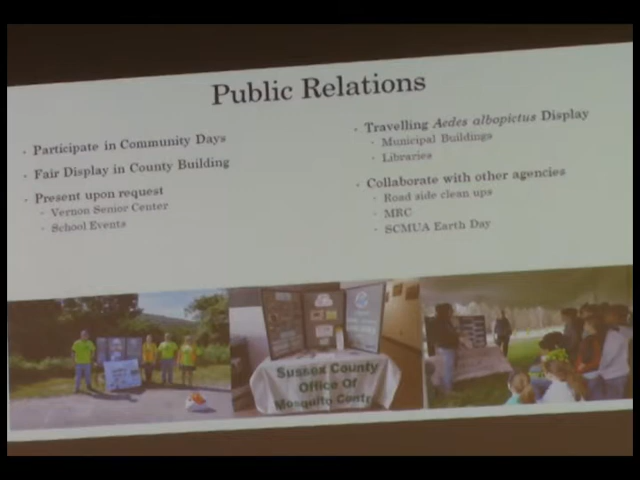 Public Relations
· Participate in Community Days
· Fair Display in County Building
· Present upon request
· Vernon Senior Center
· School Events
· Travelling Aedes albopictus Display
· Municipal Buildings
· Libraries
· Collaborate with other agencies
· Road side clean ups
· MRC
· SCMUA Earth Day
Sussex County
Office Of
Mosquito Contr